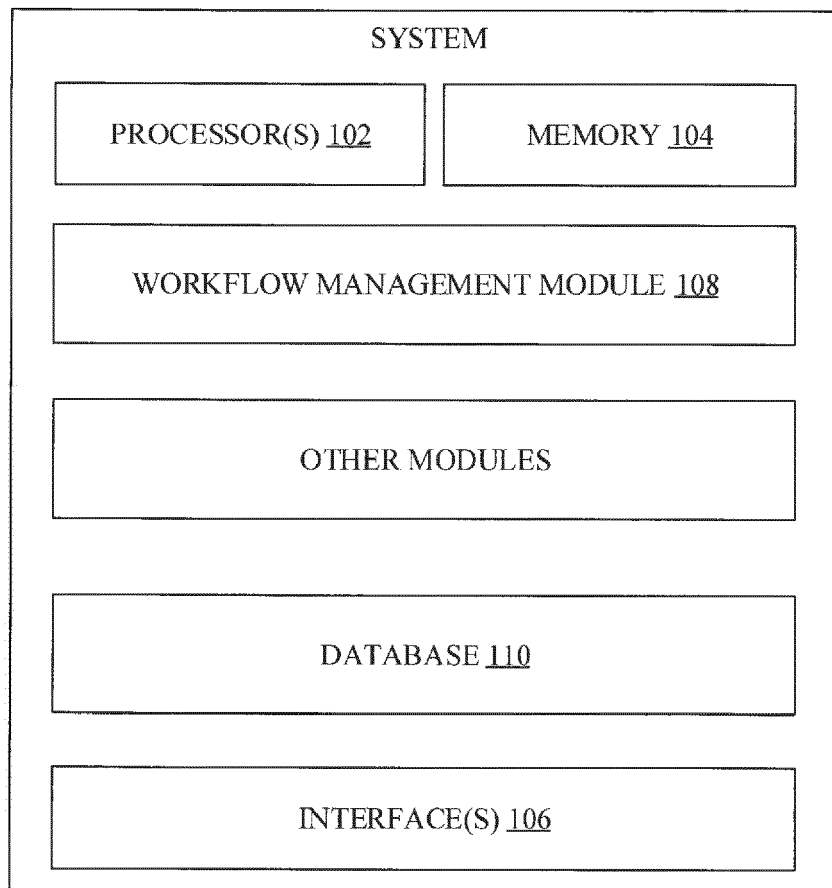 SYSTEM
PROCESSOR(S) 102
MEMORY 104
WORKFLOW MANAGEMENT MODULE 108
OTHER MODULES
DATABASE 110
INTERFACE(S) 106